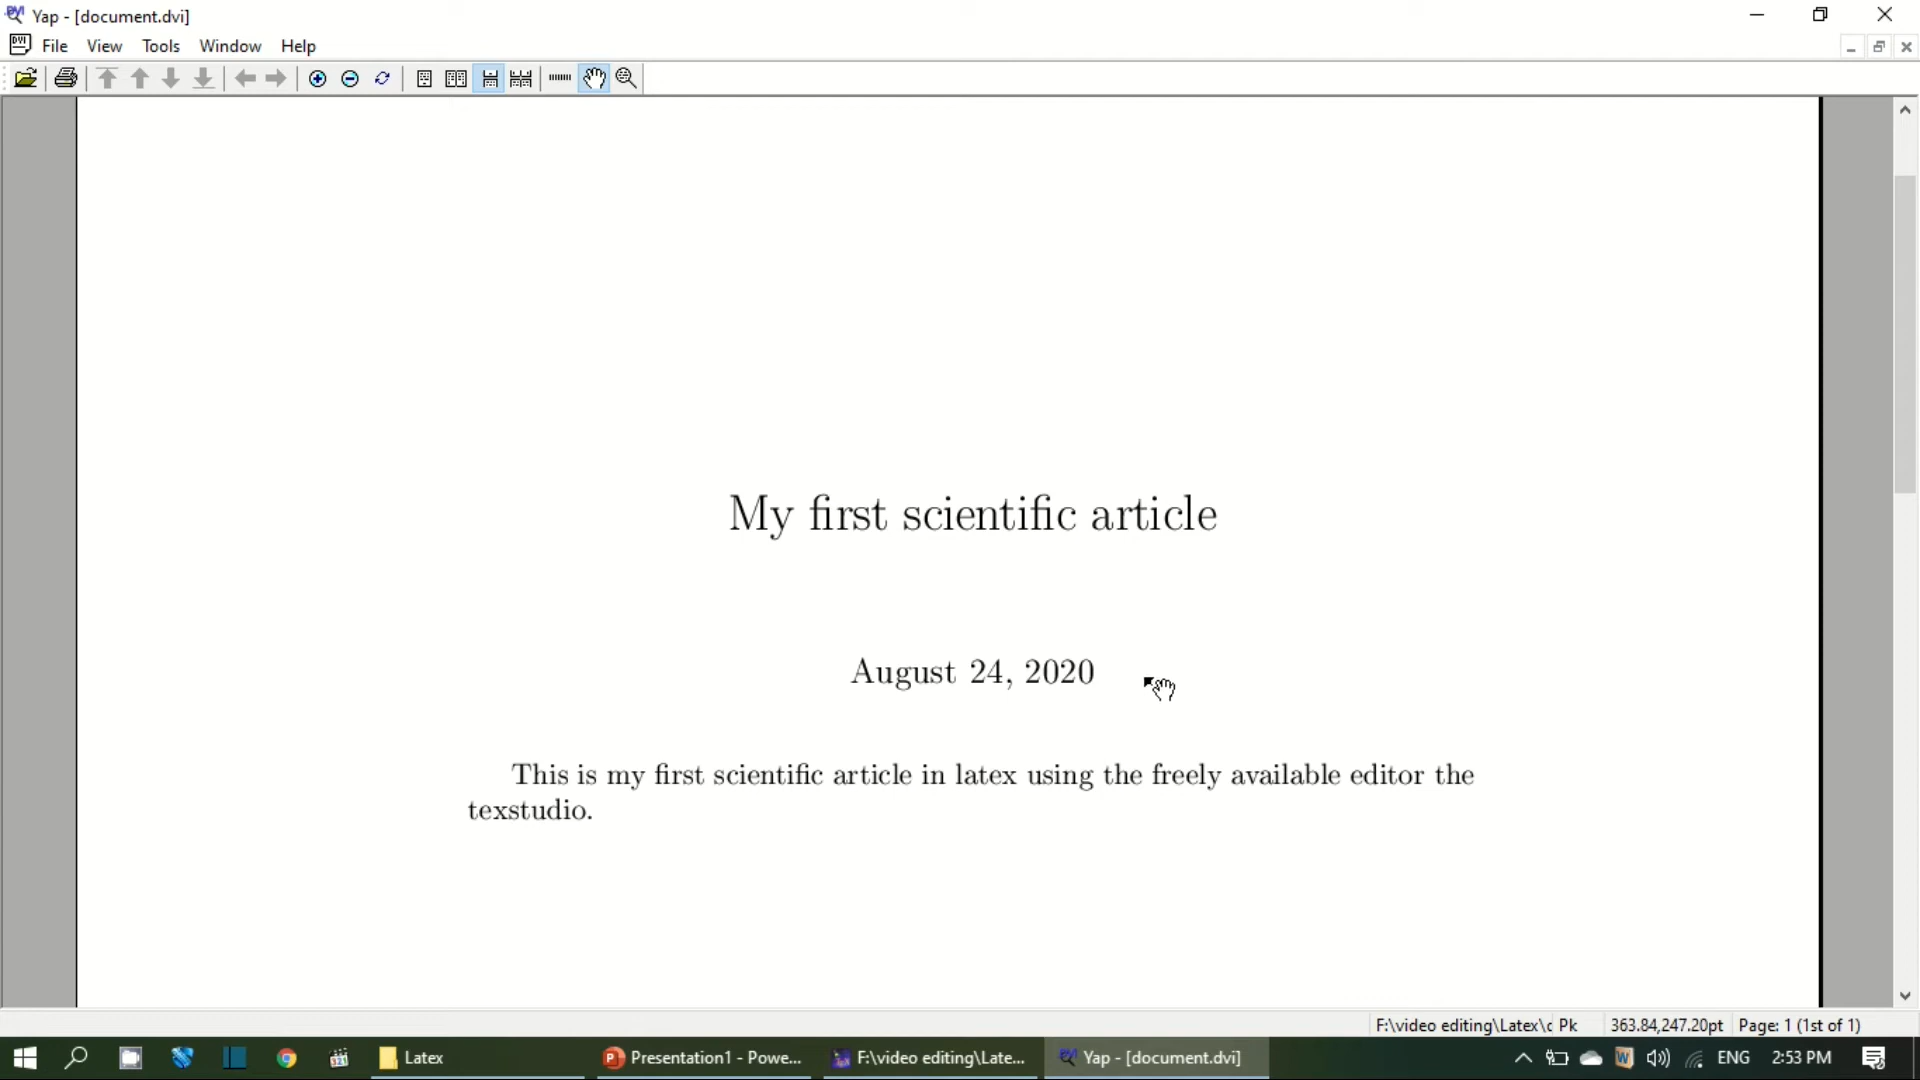 Yap - [document.dvi]
File View Tools Window Help
My first scientific article
August 24, 2020
This is my first scientific article in latex using the freely available editor the
texstudio.
F:\video editing\Latex\c Pk 363.84,247.20pt Page: 1 (1st of 1)
Latex Presentation1 - Powe... F:\video editing\Late... Yap - [document.dvi] ENG 2:53 PM